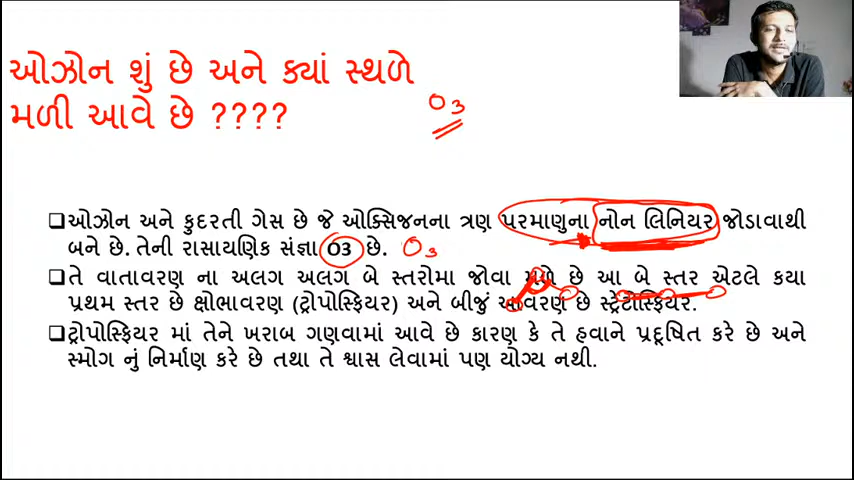 ઓઝોન શું છે અને ક્યાં સ્થળે
મળી આવે છે ????
O3
❑ઓઝોન અને કુદરતી ગેસ છે જે ઓક્સિજનના ત્રણ પરમાણુના નોન લિનિયર જોડાવાથી
બને છે. તેની રાસાયણિક સંજ્ઞા O3 છે. O3
❑તે વાતાવરણ ના અલગ અલગ બે સ્તરોમા જોવા મળે છે આ બે સ્તર એટલે કયા
પ્રથમ સ્તર છે ક્ષોભાવરણ (ટ્રોપોસ્ફિયર) અને બીજું આવરણ છે સ્ટ્રેટોસ્ફિયર.
❑ટ્રોપોસ્ફિયર માં તેને ખરાબ ગણવામાં આવે છે કારણ કે તે હવાને પ્રદૂષિત કરે છે અને
સ્મોગ નું નિર્માણ કરે છે તથા તે શ્વાસ લેવામાં પણ યોગ્ય નથી.